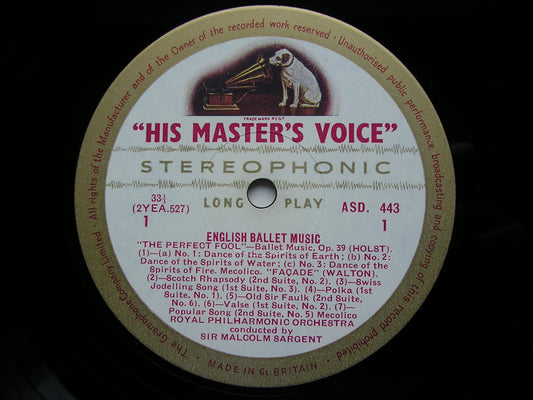 All rights of the Manufacturer and of the Owner of the recorded work reserved · Unauthorised public performance, broadcasting and copying of this record prohibited
TRADE MARK REGD
"HIS MASTER'S VOICE"
STEREOPHONIC
33⅓
(2YEA.527)
1
LONG PLAY
ASD. 443
1
ENGLISH BALLET MUSIC
"THE PERFECT FOOL"—Ballet Music, Op. 39 (HOLST).
(1)—(a) No. 1: Dance of the Spirits of Earth; (b) No. 2:
Dance of the Spirits of Water; (c) No. 3: Dance of the
Spirits of Fire. Mecolico. "FAÇADE" (WALTON).
(2)—Scotch Rhapsody (2nd Suite, No. 2). (3)—Swiss
Jodelling Song (1st Suite, No. 3). (4)—Polka (1st
Suite, No. 1). (5)—Old Sir Faulk (2nd Suite,
No. 6). (6)—Valse (1st Suite, No. 2). (7)—
Popular Song (2nd Suite, No. 5) Mecolico
ROYAL PHILHARMONIC ORCHESTRA
conducted by
SIR MALCOLM SARGENT
The Gramophone Company Limited ·
MADE IN Gt. BRITAIN